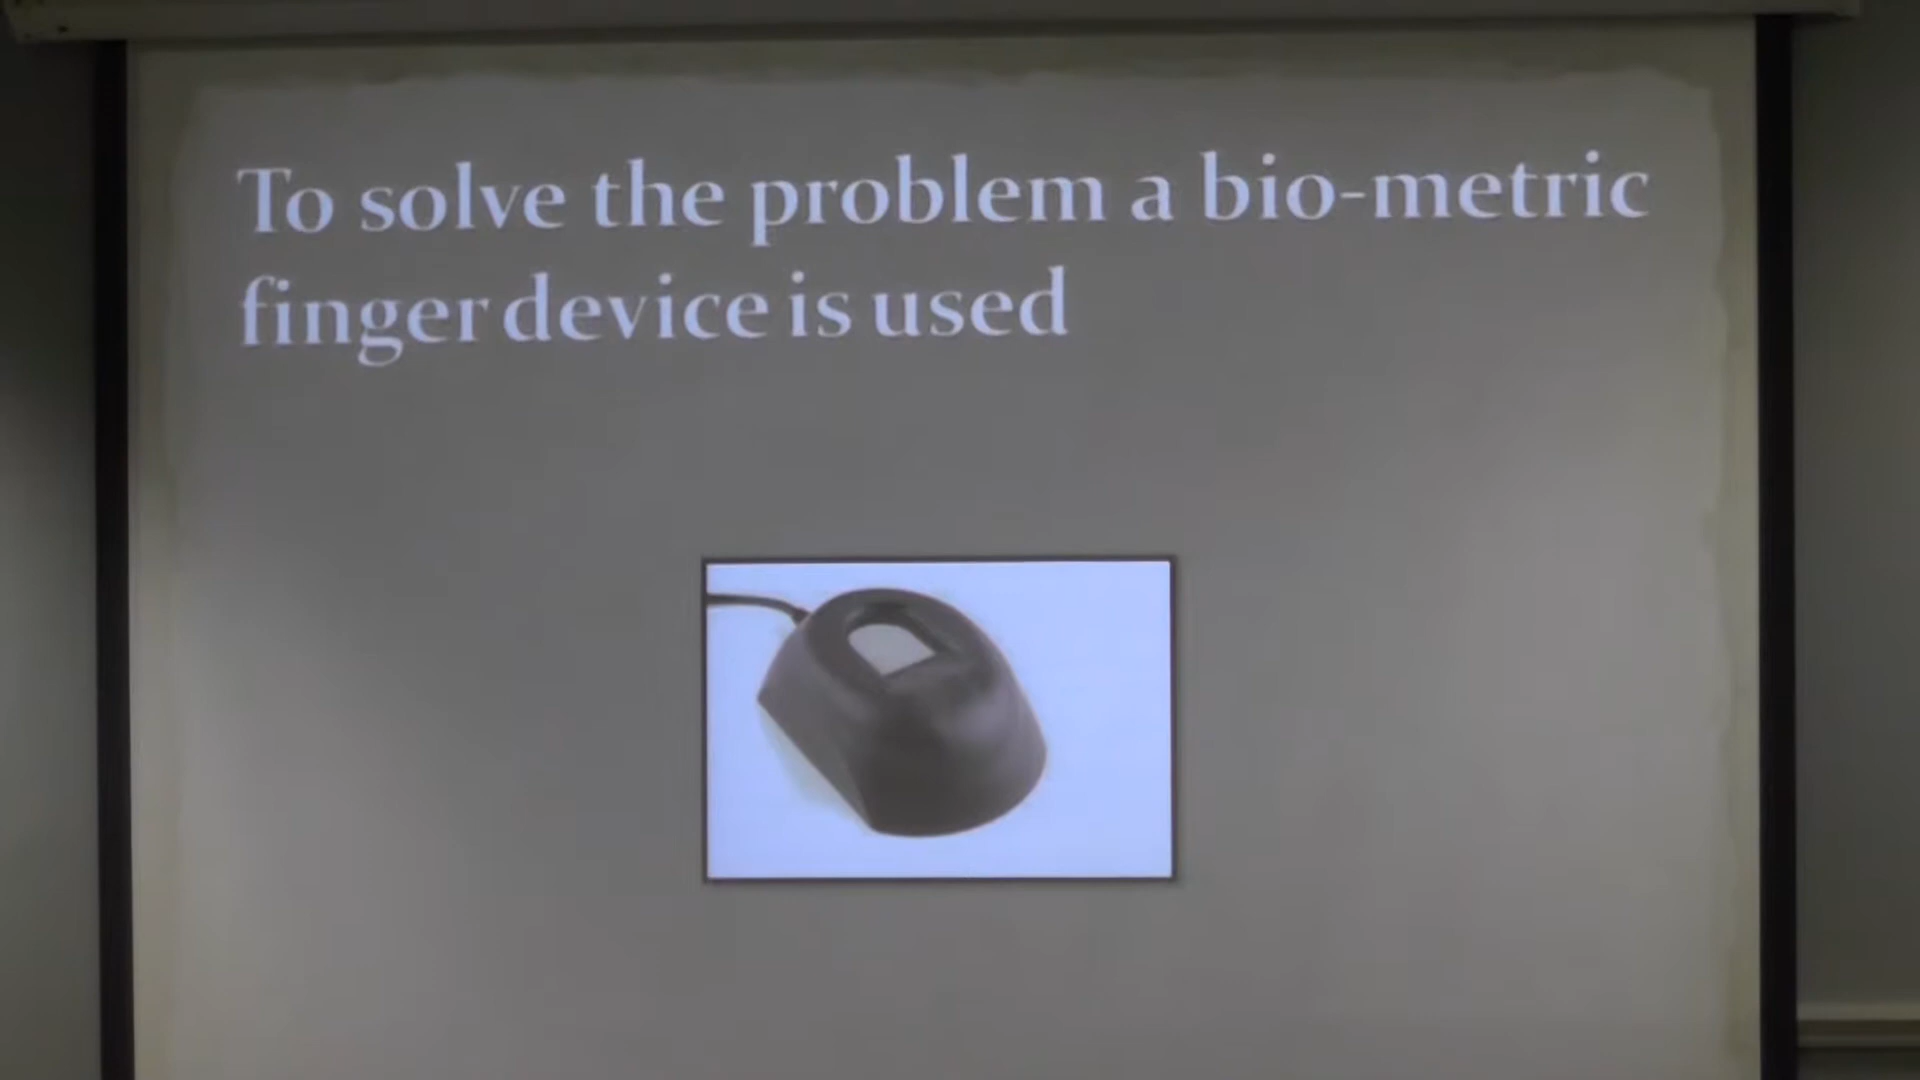 To solve the problem a bio-metric
finger device is used